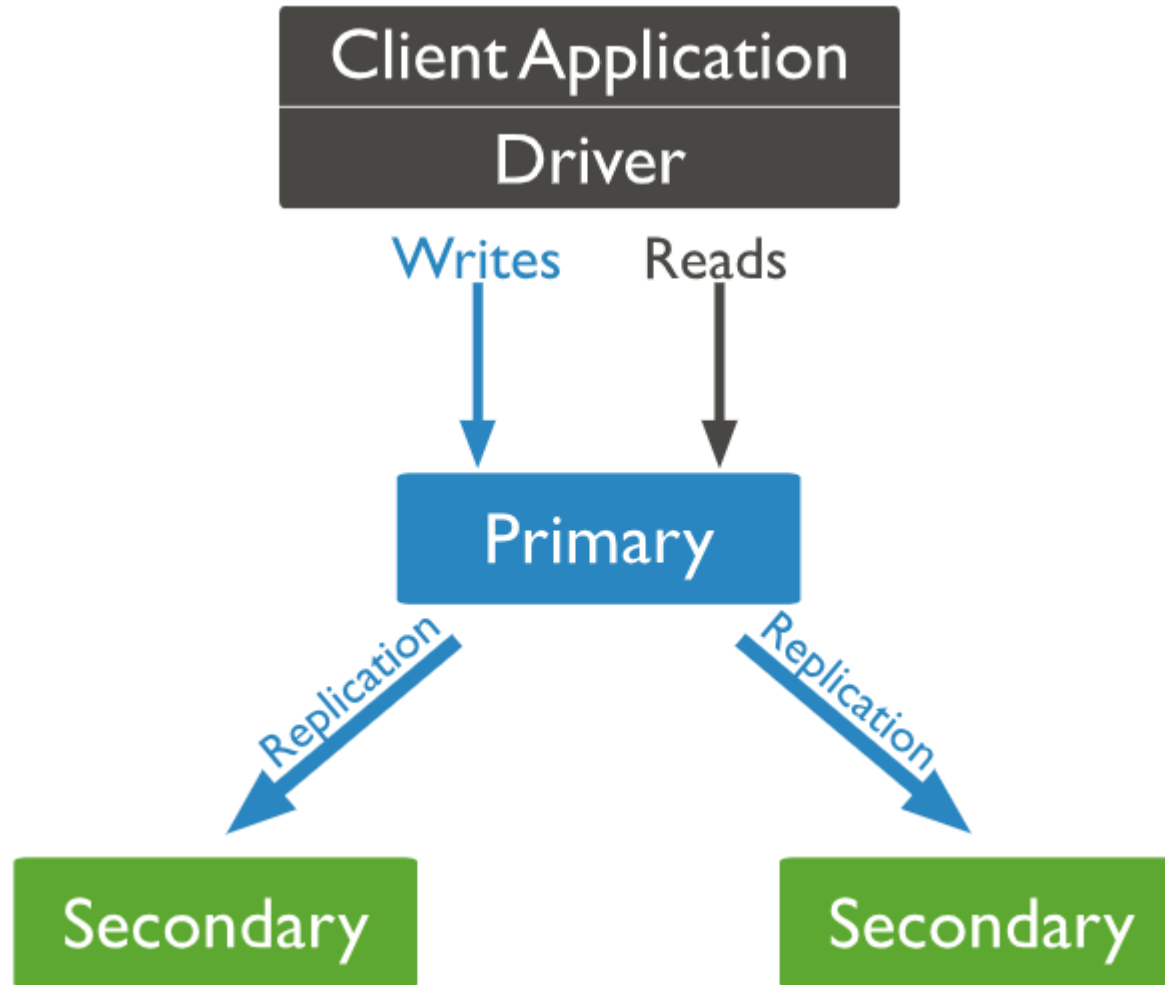 Client Application
Driver
Writes
Reads
Primary
Replication
Replication
Secondary
Secondary